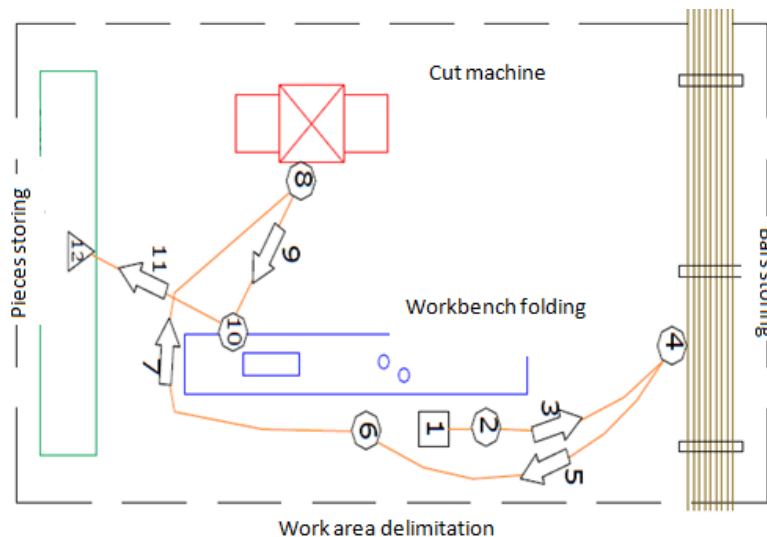 Cut machine
8
Pieces storing
12
11
9
Bars storing
Workbench folding
10
4
7
3
1
2
6
5
Work area delimitation